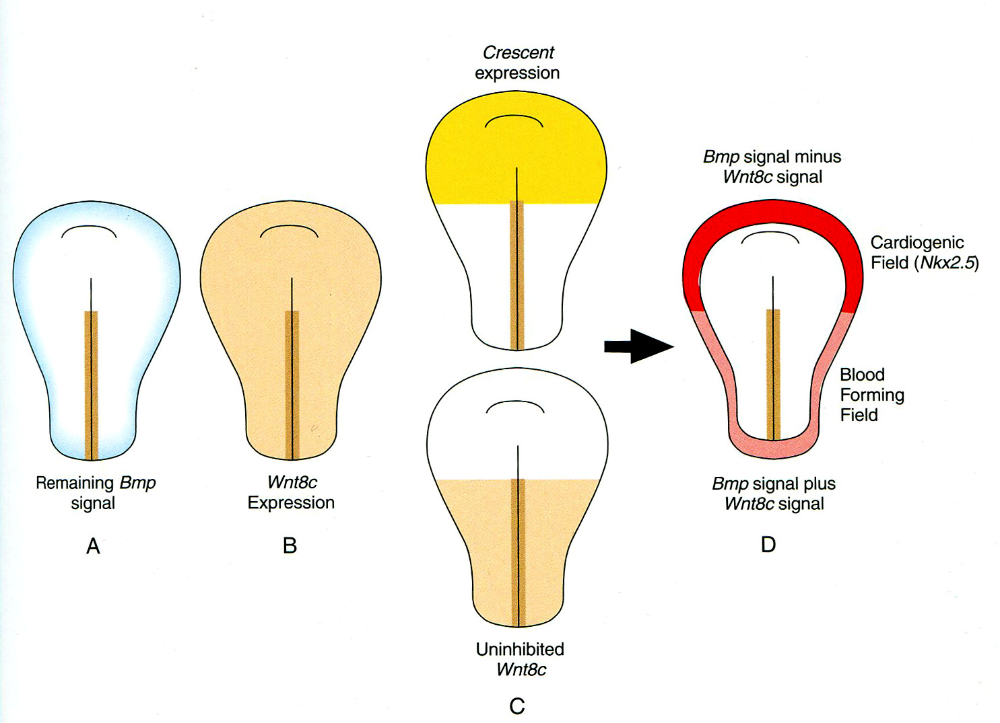 Crescent
expression
Bmp signal minus
Wnt8c signal
Cardiogenic
Field (Nkx2.5)
Blood
Forming
Field
Remaining Bmp
signal
Wnt8c
Expression
Bmp signal plus
Wnt8c signal
A
B
D
Uninhibited
Wnt8c
C